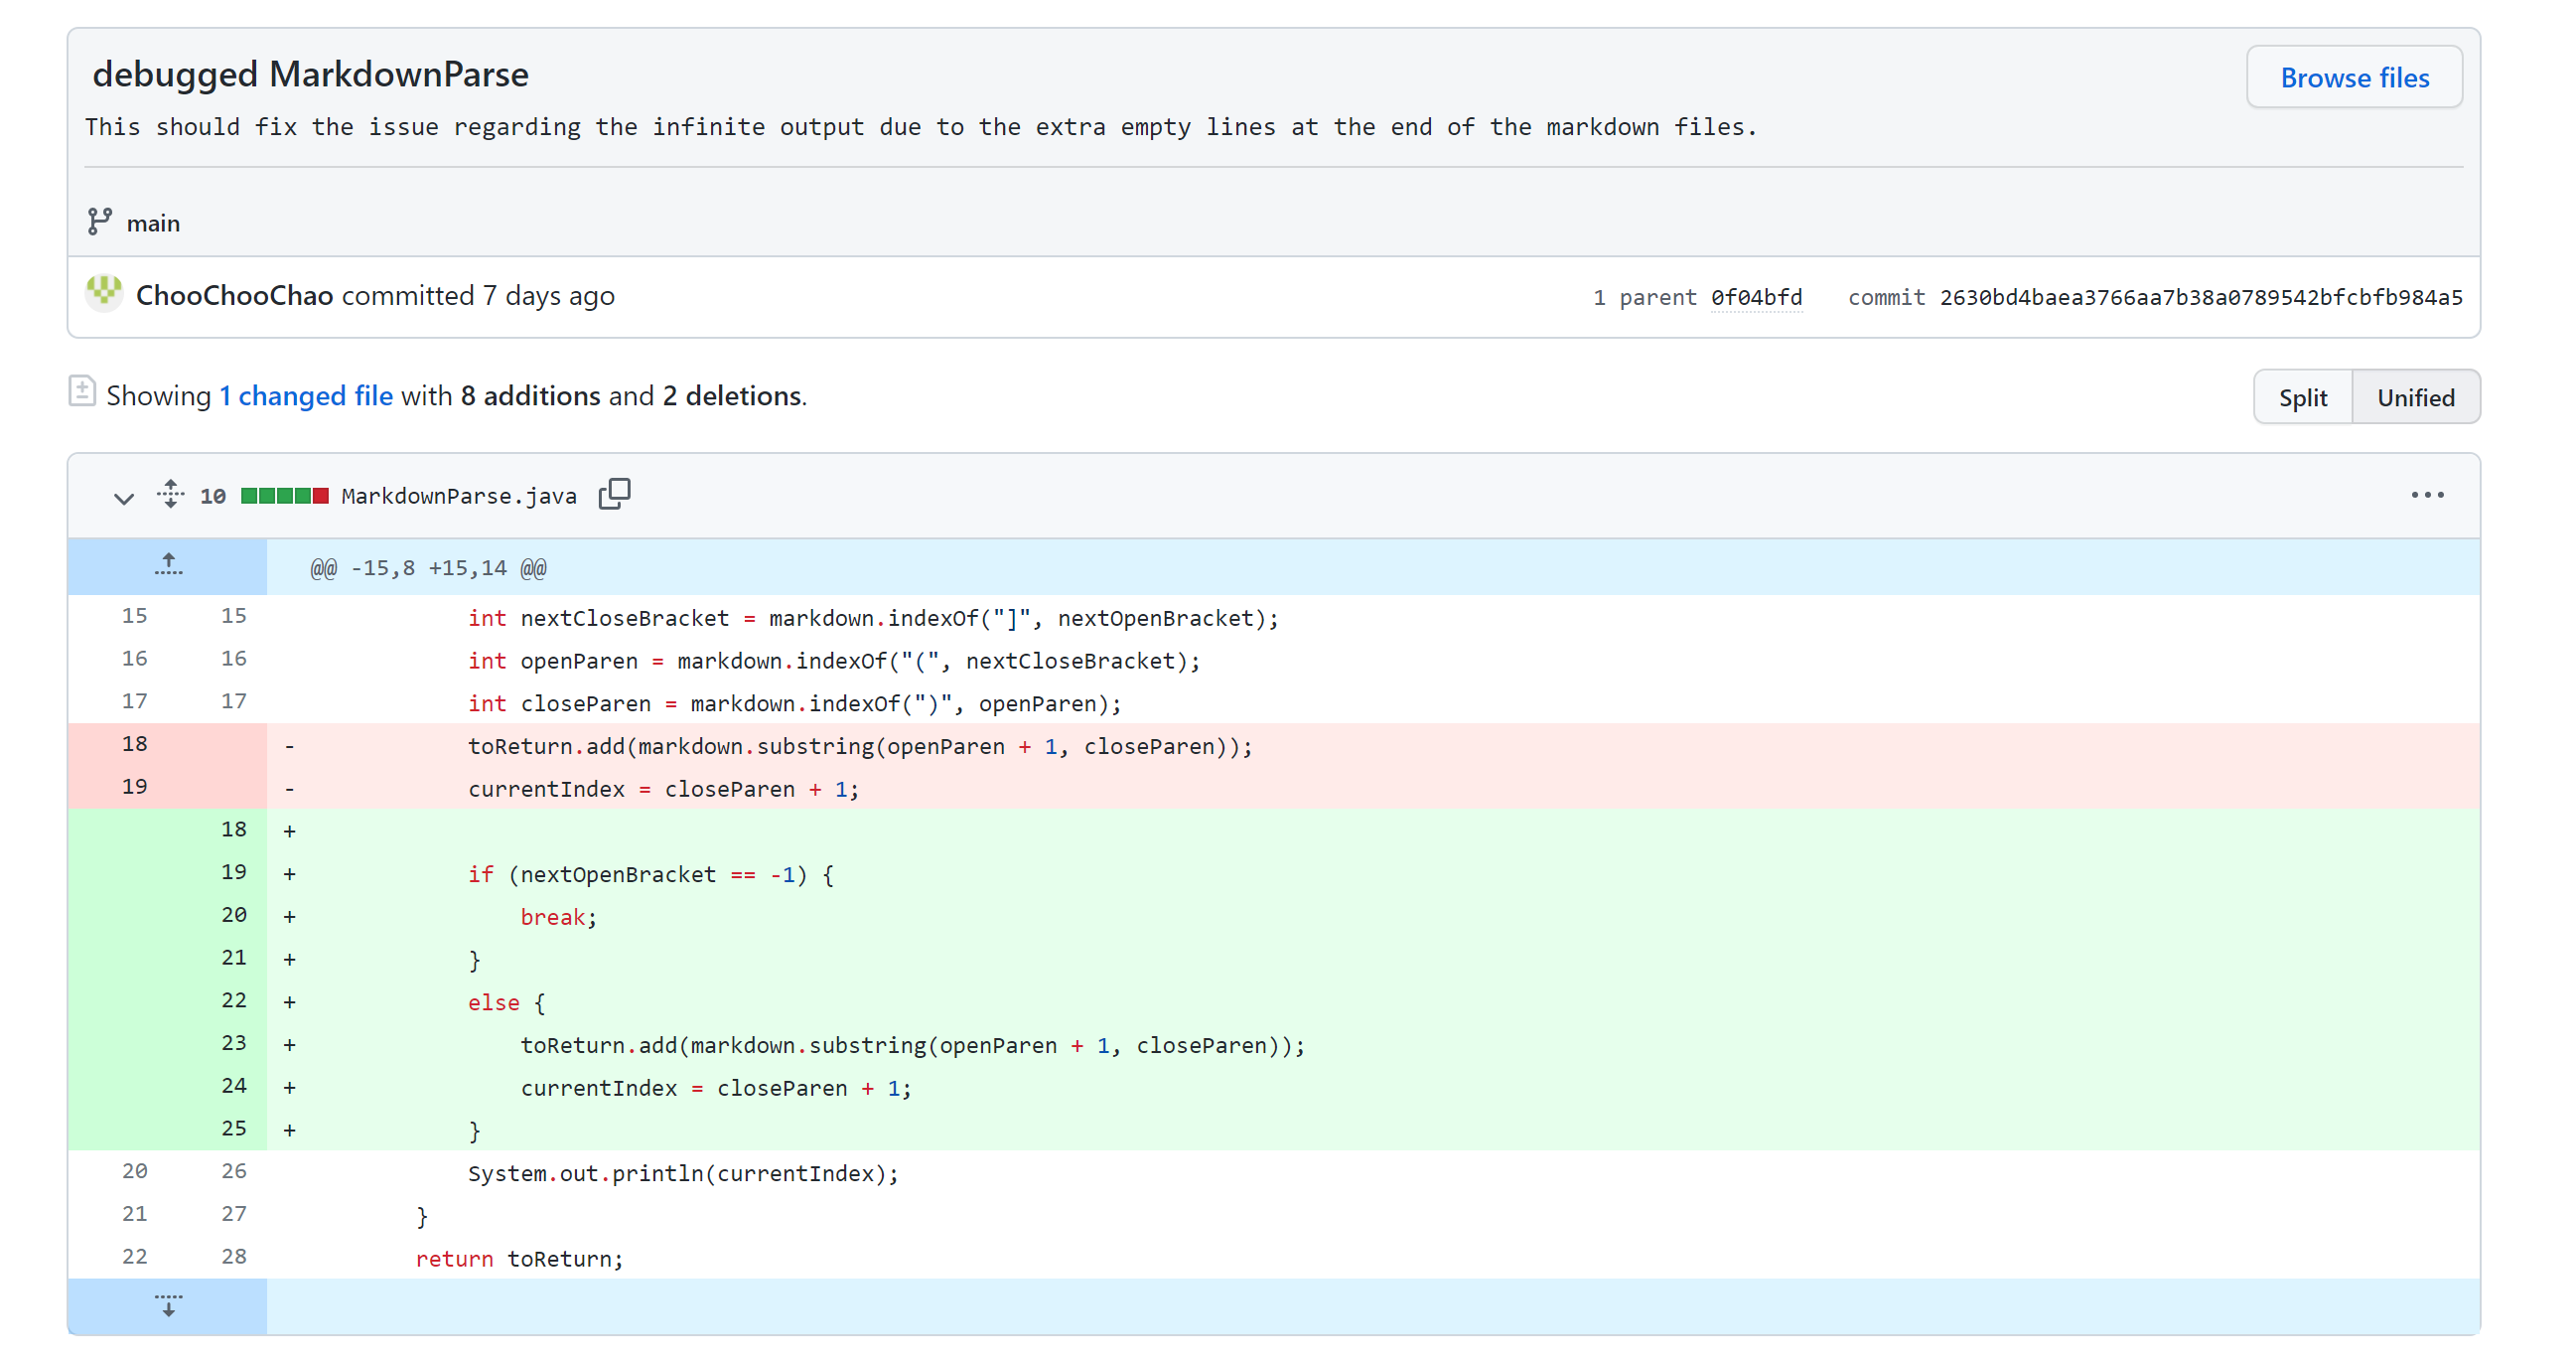 debugged MarkdownParse
Browse files
This should fix the issue regarding the infinite output due to the extra empty lines at the end of the markdown files.
main
ChooChooChao committed 7 days ago 1 parent 0f04bfd commit 2630bd4baea3766aa7b38a0789542bfcbfb984a5
Showing 1 changed file with 8 additions and 2 deletions. Split Unified
10 MarkdownParse.java
@@ -15,8 +15,14 @@
15 15 int nextCloseBracket = markdown.indexOf("]", nextOpenBracket);
16 16 int openParen = markdown.indexOf("(", nextCloseBracket);
17 17 int closeParen = markdown.indexOf(")", openParen);
18 - toReturn.add(markdown.substring(openParen + 1, closeParen));
19 - currentIndex = closeParen + 1;
18 +
19 + if (nextOpenBracket == -1) {
20 + break;
21 + }
22 + else {
23 + toReturn.add(markdown.substring(openParen + 1, closeParen));
24 + currentIndex = closeParen + 1;
25 + }
20 26 System.out.println(currentIndex);
21 27 }
22 28 return toReturn;